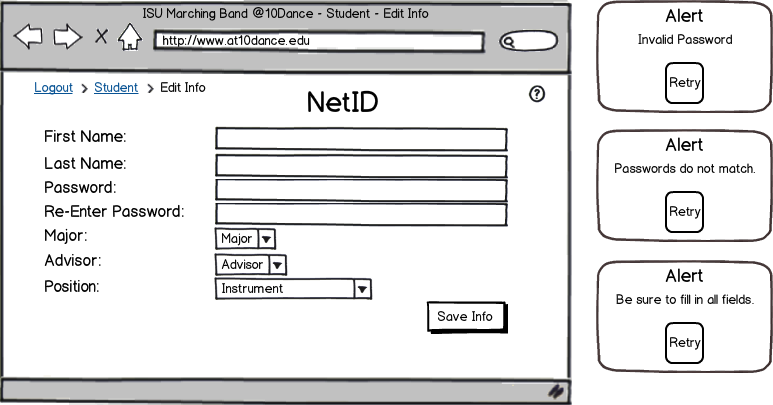 ISU Marching Band @10Dance - Student - Edit Info
http://www.at10dance.edu
Logout > Student > Edit Info
?
NetID
First Name:
Last Name:
Password:
Re-Enter Password:
Major: Major
Advisor: Advisor
Position: Instrument
Save Info
Alert
Invalid Password
Retry
Alert
Passwords do not match.
Retry
Alert
Be sure to fill in all fields.
Retry